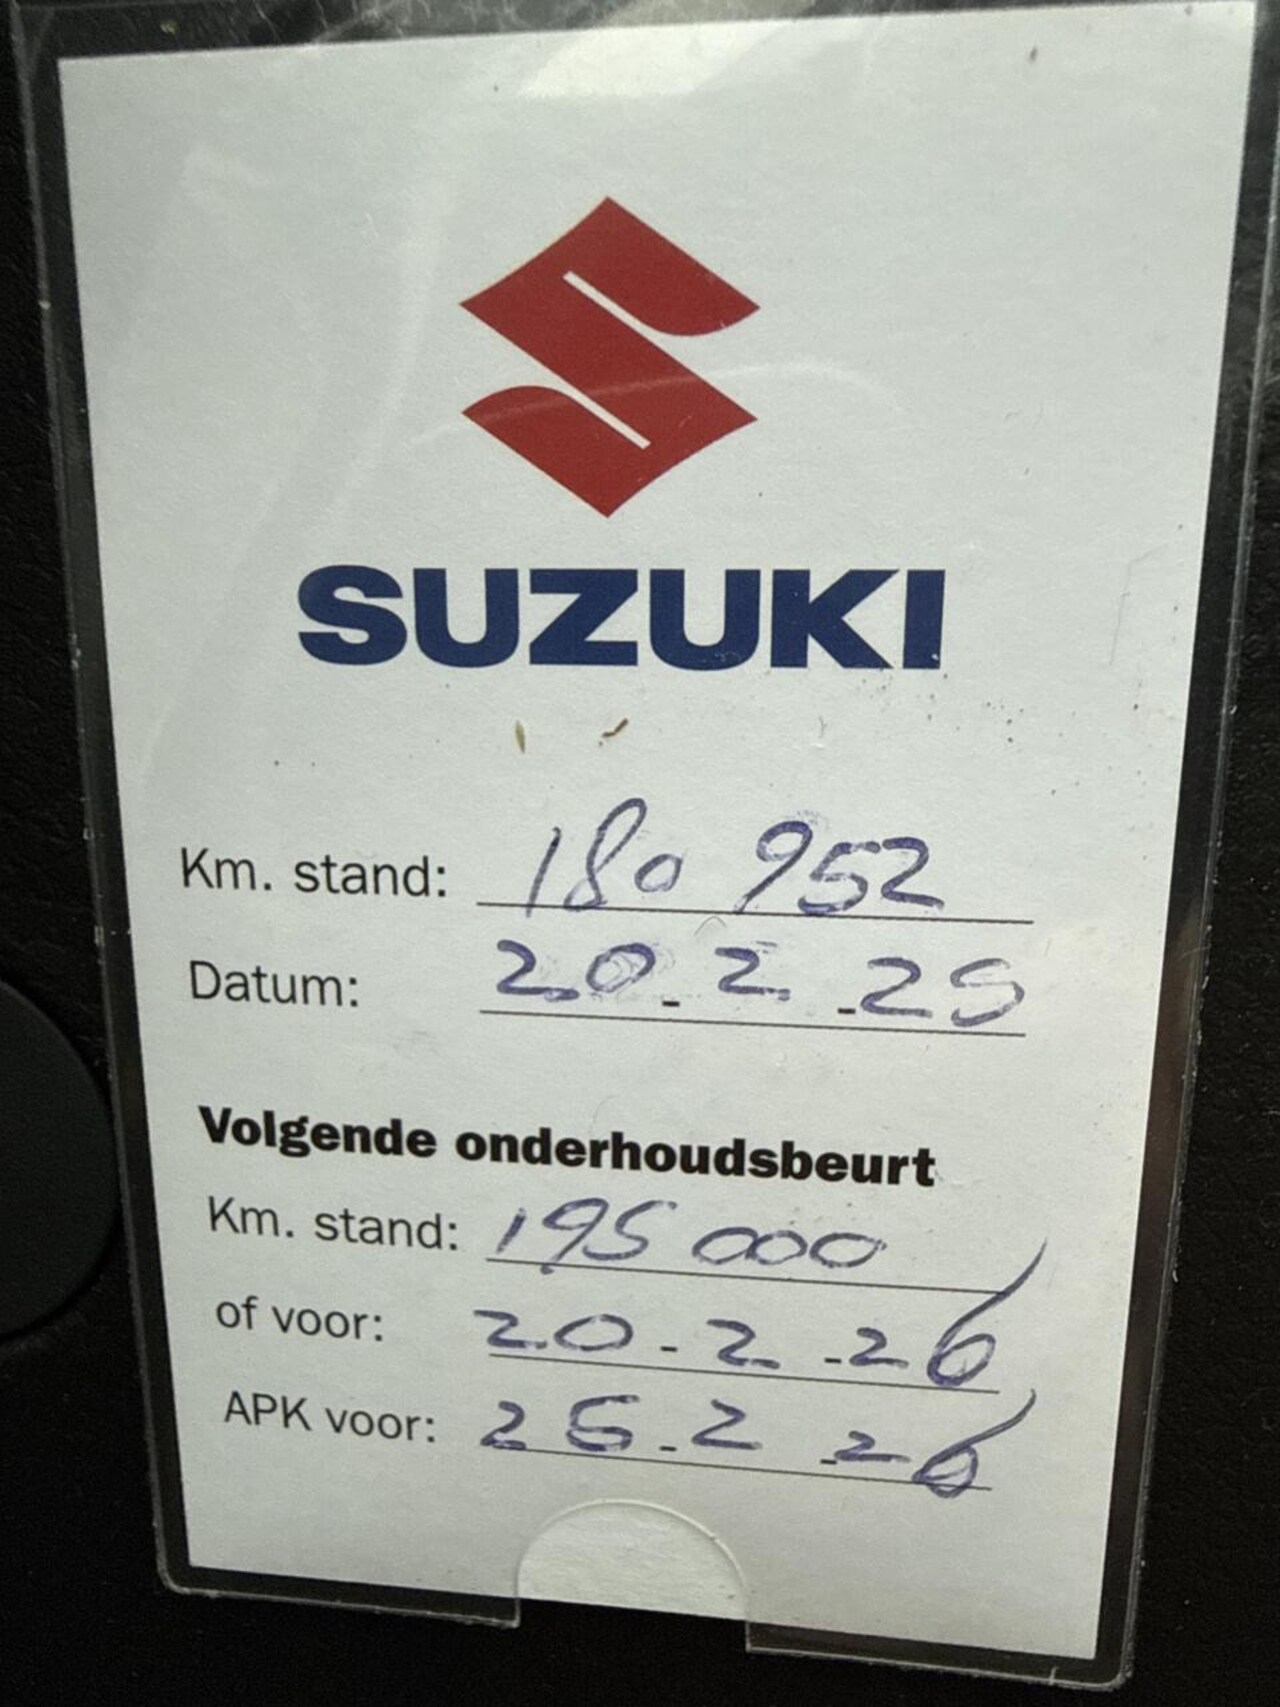 SUZUKI
Km. stand: 180 952
Datum: 20-2-25
Volgende onderhoudsbeurt
Km. stand: 195 000
of voor: 20-2-26
APK voor: 25-2-26